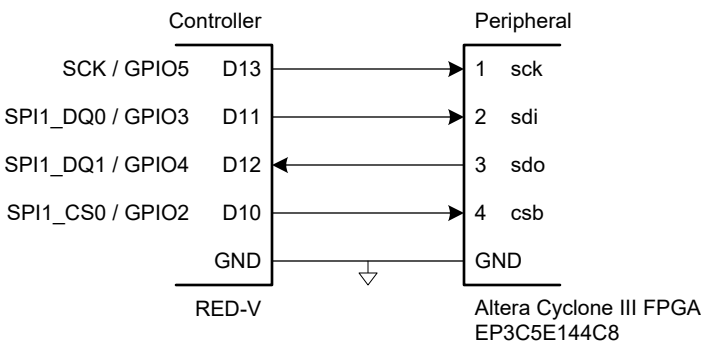 Controller Peripheral
SCK / GPIO5 D13 1 sck
SPI1_DQ0 / GPIO3 D11 2 sdi
SPI1_DQ1 / GPIO4 D12 3 sdo
SPI1_CS0 / GPIO2 D10 4 csb
GND GND
RED-V Altera Cyclone III FPGA
EP3C5E144C8